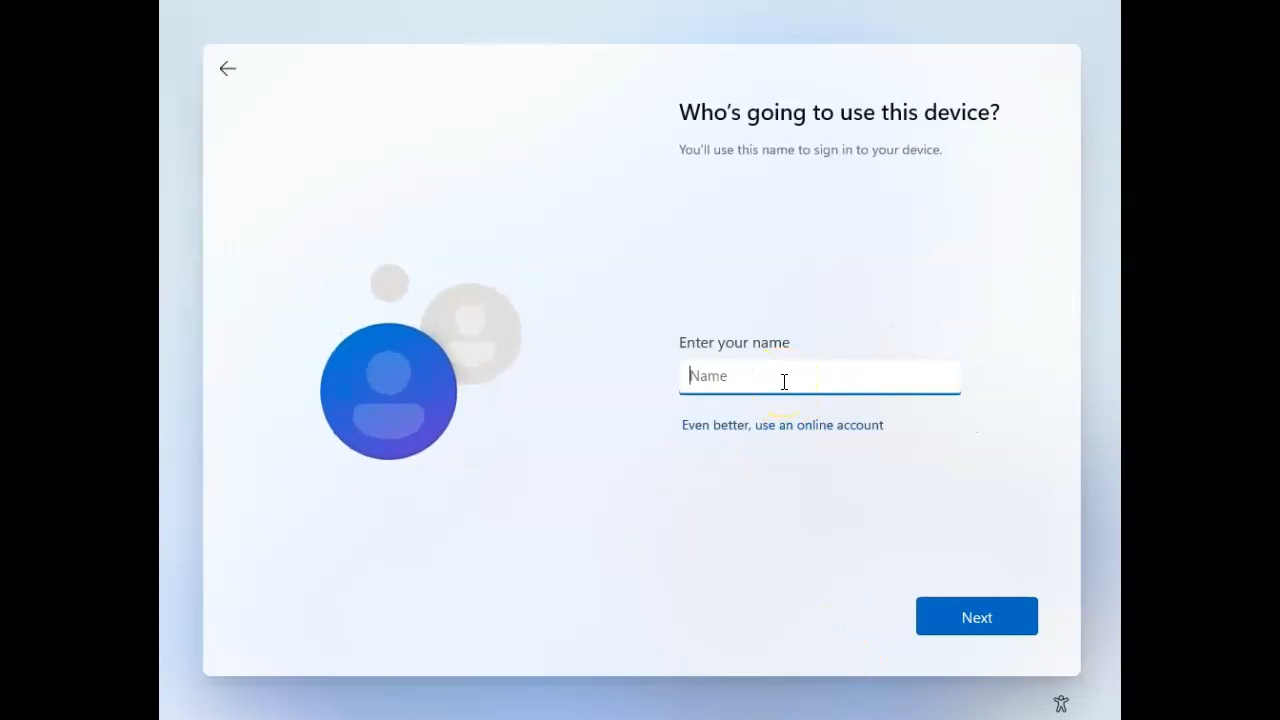 Who's going to use this device?
You'll use this name to sign in to your device.
Enter your name
Name
Even better, use an online account
Next